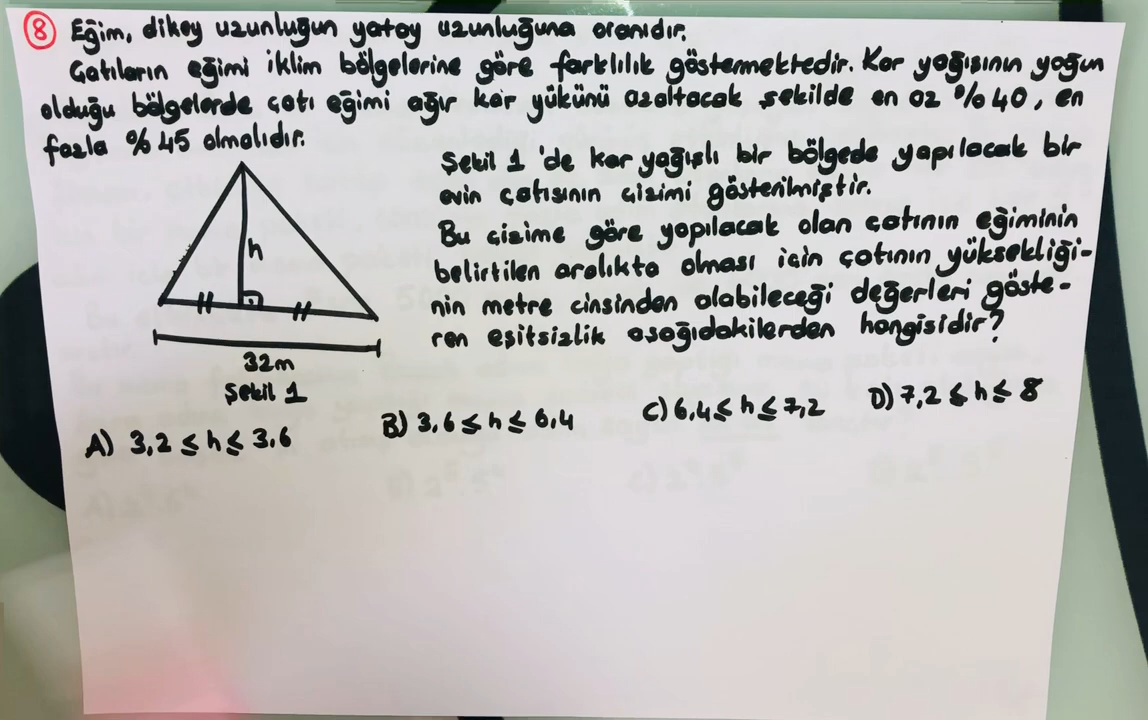 8 Eğim, dikey uzunluğun yatay uzunluğuna oranıdır.
Çatıların eğimi iklim bölgelerine göre farklılık göstermektedir. Kar yağışının yoğun
olduğu bölgelerde çatı eğimi ağır kar yükünü azaltacak şekilde en az %40, en
fazla %45 olmalıdır.
Şekil 1'de kar yağışlı bir bölgede yapılacak bir
evin çatısının çizimi gösterilmiştir.
Bu çizime göre yapılacak olan çatının eğiminin
belirtilen aralıkta olması için çatının yüksekliği-
nin metre cinsinden alabileceği değerleri göste-
ren eşitsizlik aşağıdakilerden hangisidir?
h
32m
Şekil 1
A) 3,2 ≤ h ≤ 3,6
B) 3,6 ≤ h ≤ 6,4
C) 6,4 ≤ h ≤ 7,2
D) 7,2 ≤ h ≤ 8